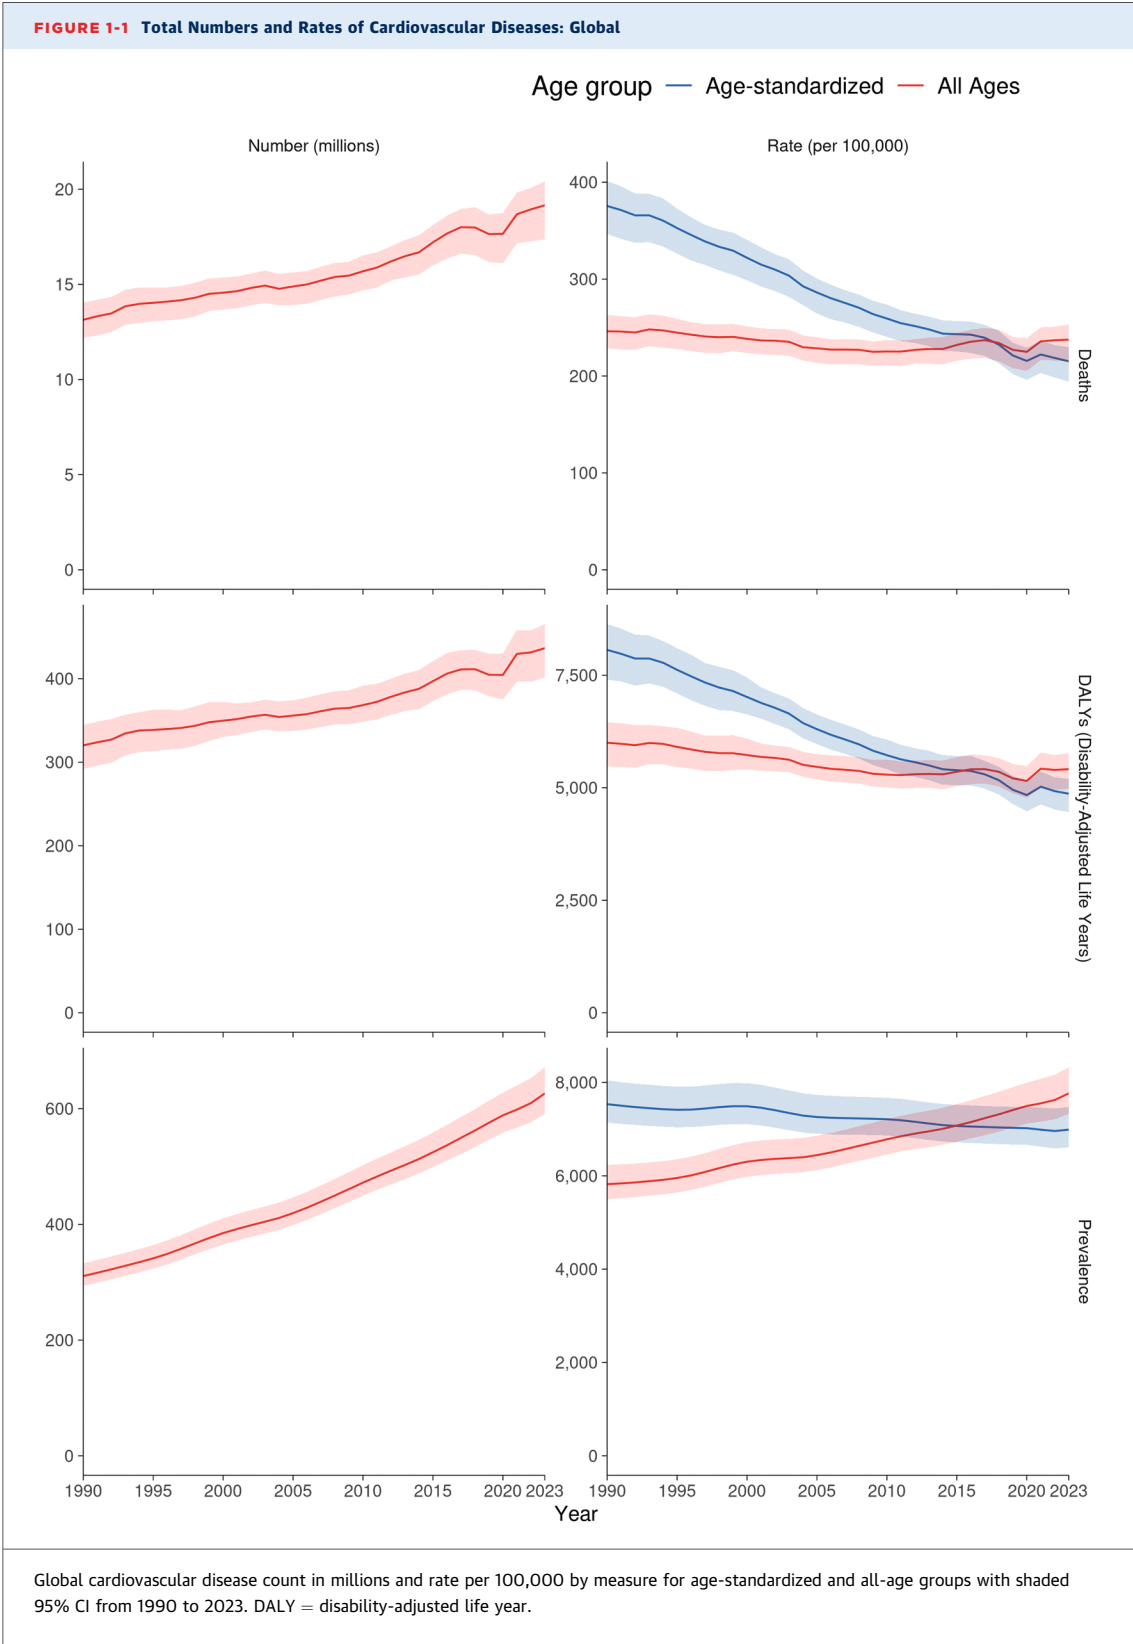 FIGURE 1-1 Total Numbers and Rates of Cardiovascular Diseases: Global
Age group Age-standardized All Ages
Number (millions)
Rate (per 100,000)
20
15
10
5
0
400
300
200
100
0
Deaths
400
300
200
100
0
7,500
5,000
2,500
0
DALYs (Disability-Adjusted Life Years)
600
400
200
0
8,000
6,000
4,000
2,000
0
Prevalence
1990 1995 2000 2005 2010 2015 2020 2023
1990 1995 2000 2005 2010 2015 2020 2023
Year
Global cardiovascular disease count in millions and rate per 100,000 by measure for age-standardized and all-age groups with shaded
95% CI from 1990 to 2023. DALY = disability-adjusted life year.